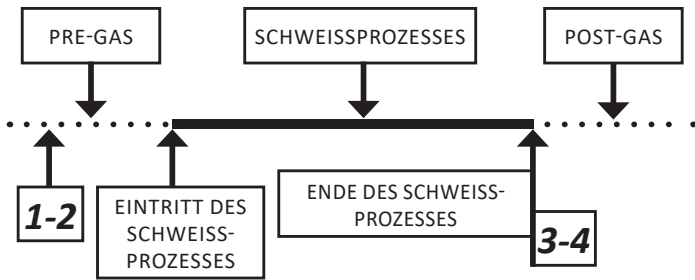 PRE-GAS
SCHWEISSPROZESSES
POST-GAS
1-2
EINTRITT DES
SCHWEISS-
PROZESSES
ENDE DES SCHWEISS-
PROZESSES
3-4